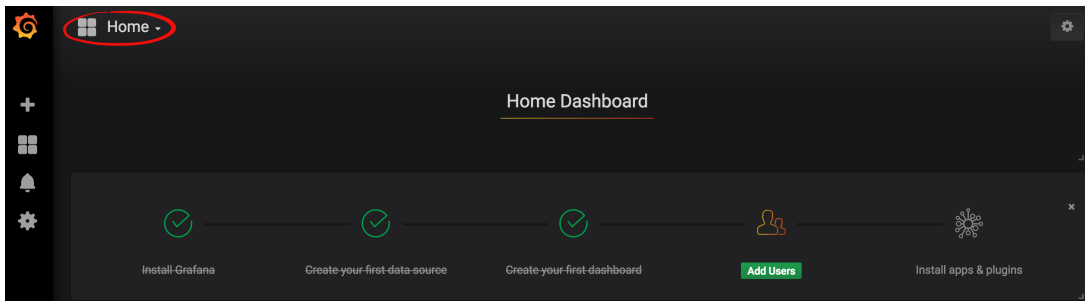 Home
Home Dashboard
Install Grafana
Create your first data source
Create your first dashboard
Add Users
Install apps & plugins